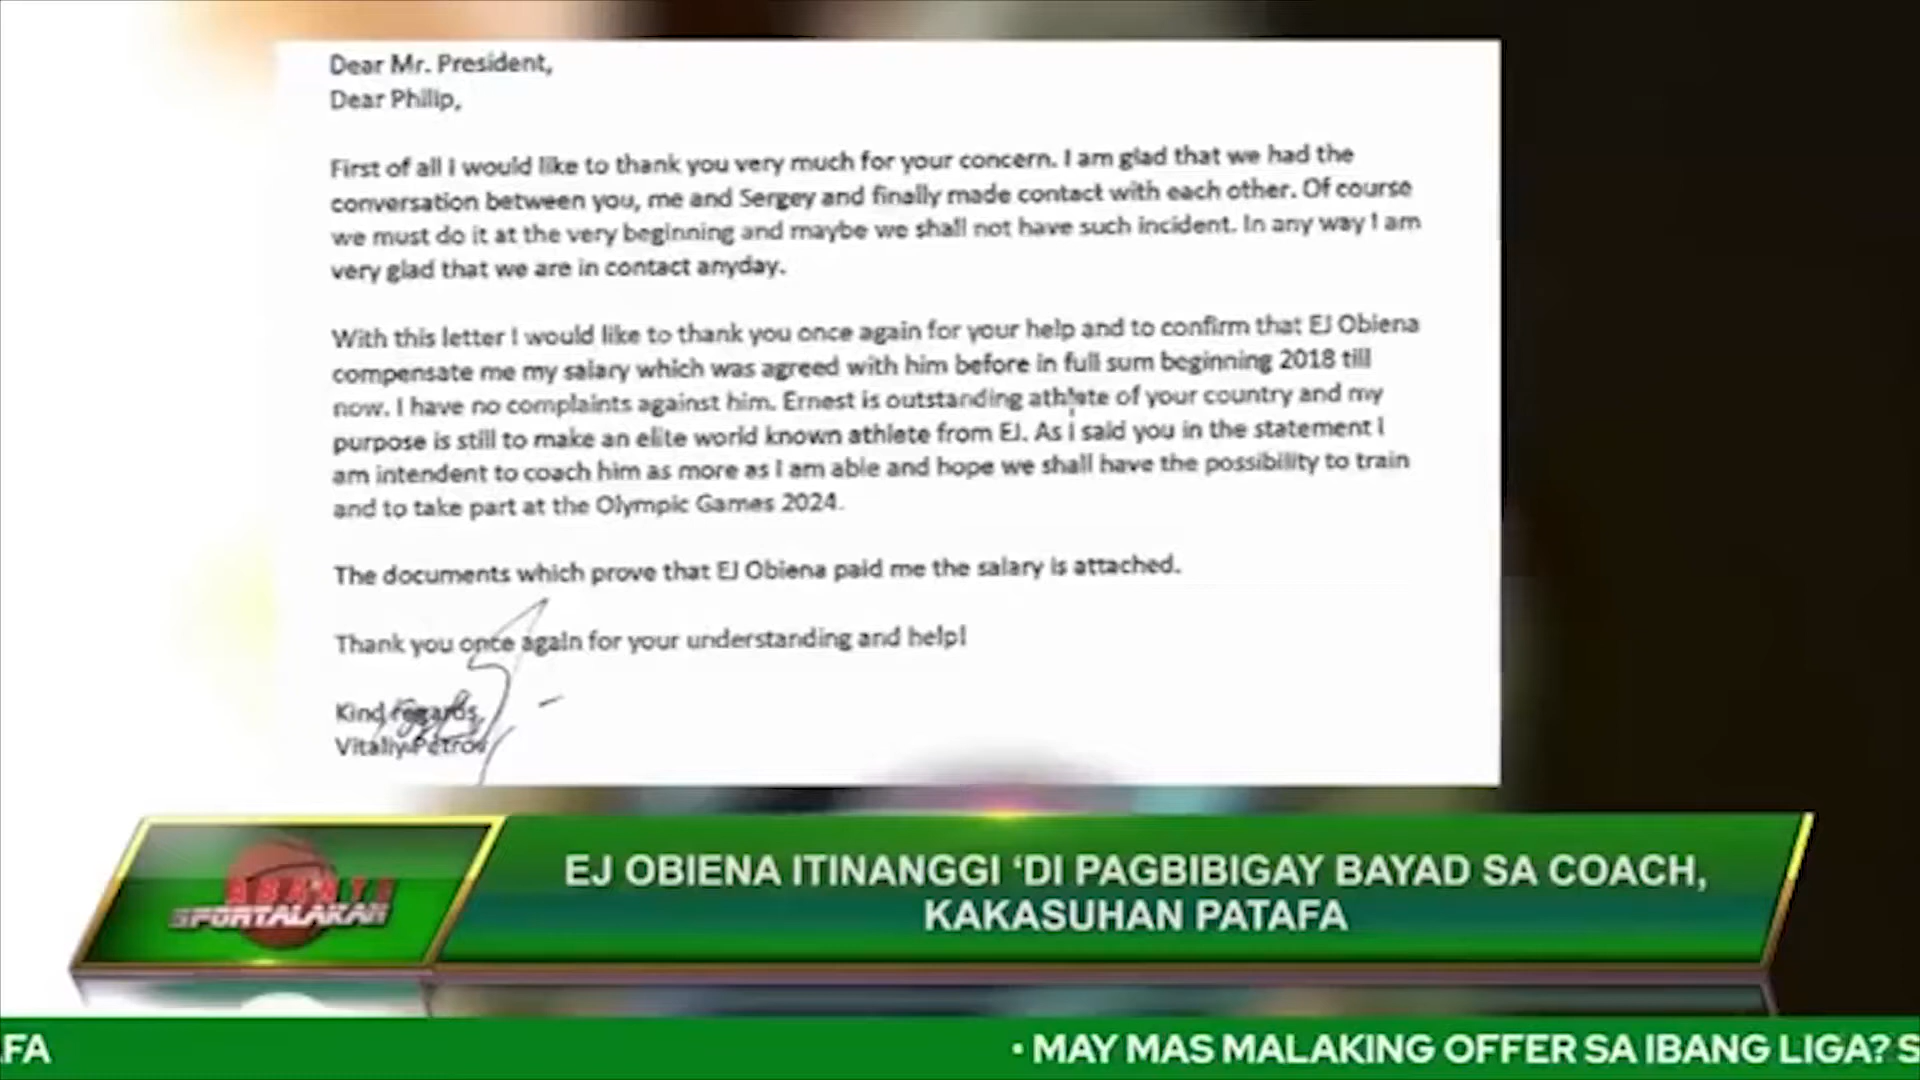 Dear Mr. President,
Dear Philip,
First of all I would like to thank you very much for your concern. I am glad that we had the
conversation between you, me and Sergey and finally made contact with each other. Of course
we must do it at the very beginning and maybe we shall not have such incident. In any way I am
very glad that we are in contact anyday.
With this letter I would like to thank you once again for your help and to confirm that EJ Obiena
compensate me my salary which was agreed with him before in full sum beginning 2018 till
now. I have no complaints against him. Ernest is outstanding athlete of your country and my
purpose is still to make an elite world known athlete from EJ. As I said you in the statement I
am intendent to coach him as more as I am able and hope we shall have the possibility to train
and to take part at the Olympic Games 2024.
The documents which prove that EJ Obiena paid me the salary is attached.
Thank you once again for your understanding and help!
Kind regards,
Vitaliy Petrov
ABANTE
SPORTALAKAN
EJ OBIENA ITINANGGI ‘DI PAGBIBIGAY BAYAD SA COACH,
KAKASUHAN PATAFA
FA
• MAY MAS MALAKING OFFER SA IBANG LIGA? S